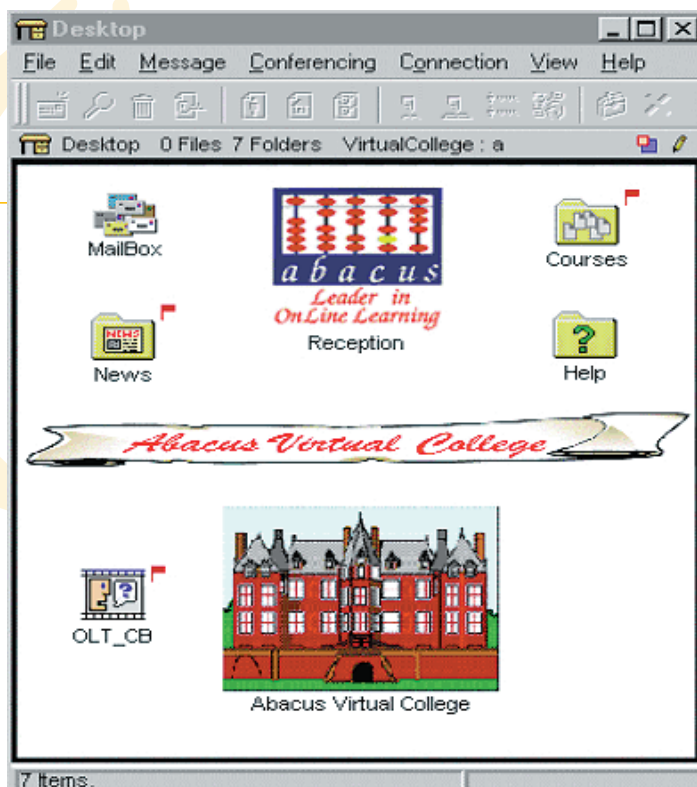 Desktop
File Edit Message Conferencing Connection View Help
Desktop 0 Files 7 Folders VirtualCollege : a
MailBox
abacus
Leader in
OnLine Learning
Reception
Courses
NEWS
News
Help
Abacus Virtual College
OLT_CB
Abacus Virtual College
7 Items.